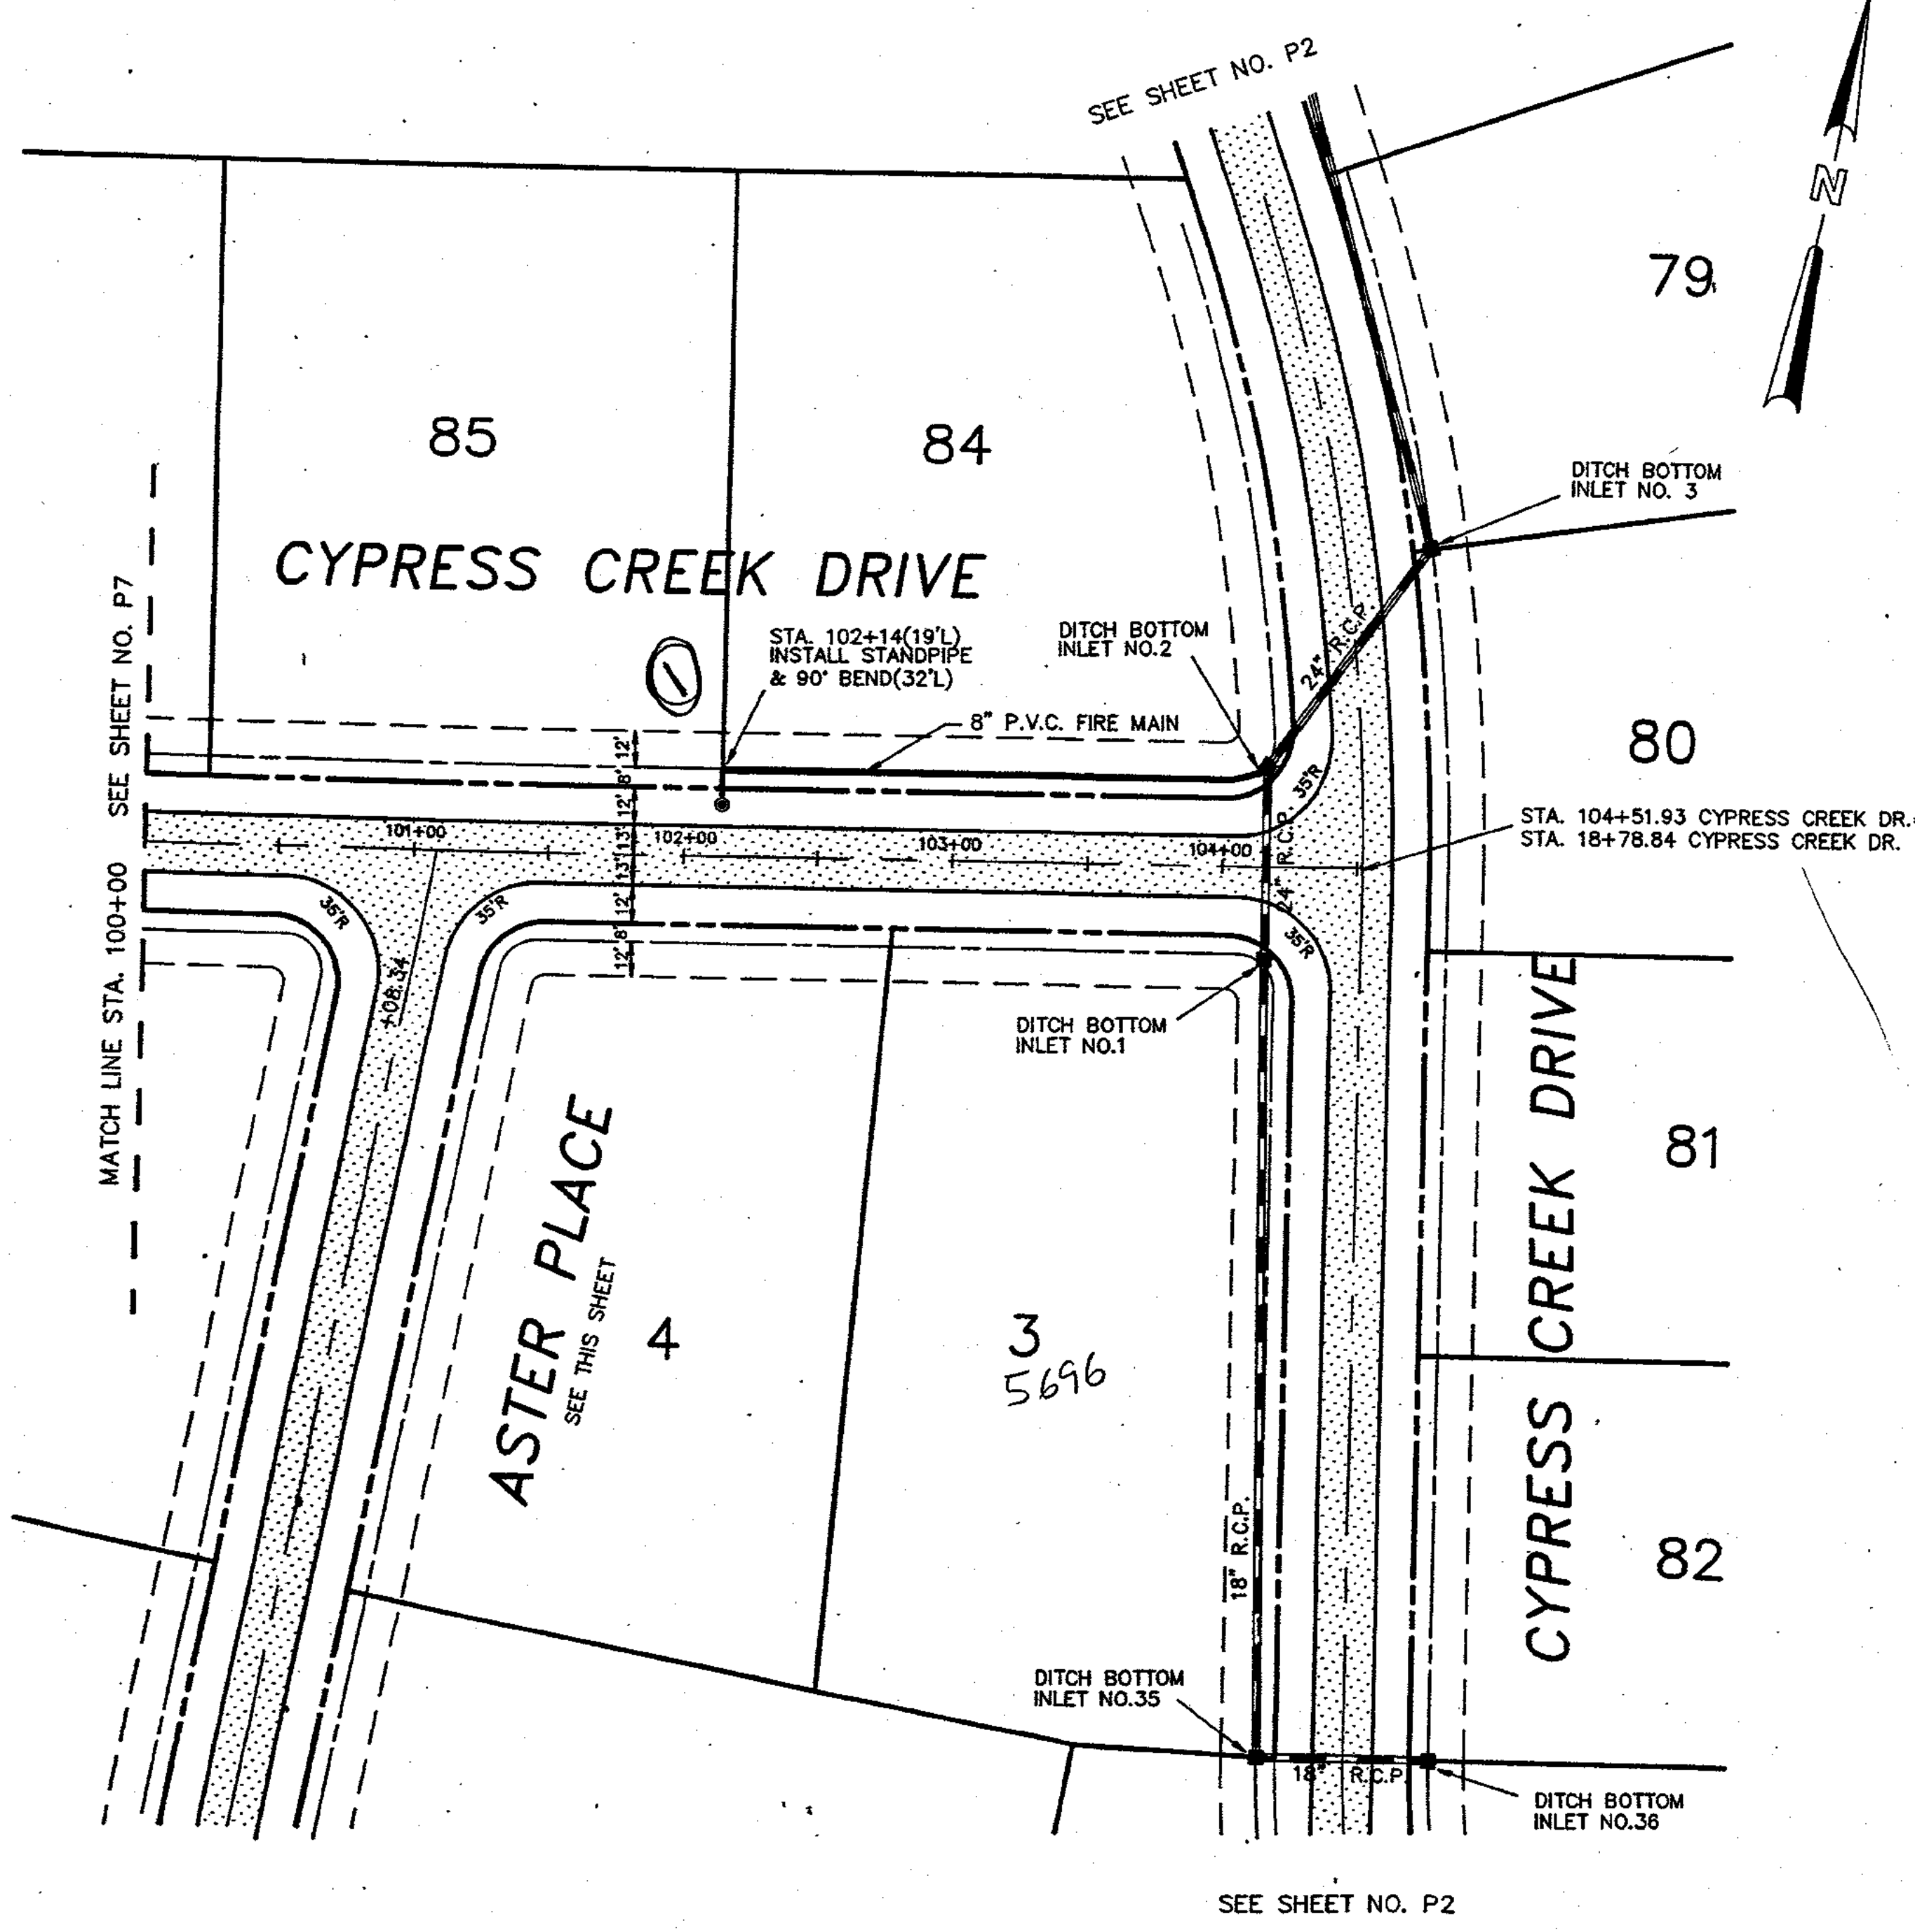 SEE SHEET NO. P2
N
79
85
84
DITCH BOTTOM
INLET NO. 3
CYPRESS CREEK DRIVE
STA. 102+14(19'L)
INSTALL STANDPIPE
& 90° BEND(32'L)
DITCH BOTTOM
INLET NO.2
24" R.C.P.
8" P.V.C. FIRE MAIN
80
MATCH LINE STA. 100+00 SEE SHEET NO. P7
12'
8'
12'
13'
13'
12'
8'
12'
101+00
102+00
103+00
104+00
35'R
24" R.C.P.
STA. 104+51.93 CYPRESS CREEK DR.=
STA. 18+78.84 CYPRESS CREEK DR.
35'R
35'R
35'R
+08.34
DITCH BOTTOM
INLET NO.1
ASTER PLACE
SEE THIS SHEET
4
3
5696
81
CYPRESS CREEK DRIVE
82
18" R.C.P.
DITCH BOTTOM
INLET NO.35
18" R.C.P.
DITCH BOTTOM
INLET NO.36
SEE SHEET NO. P2